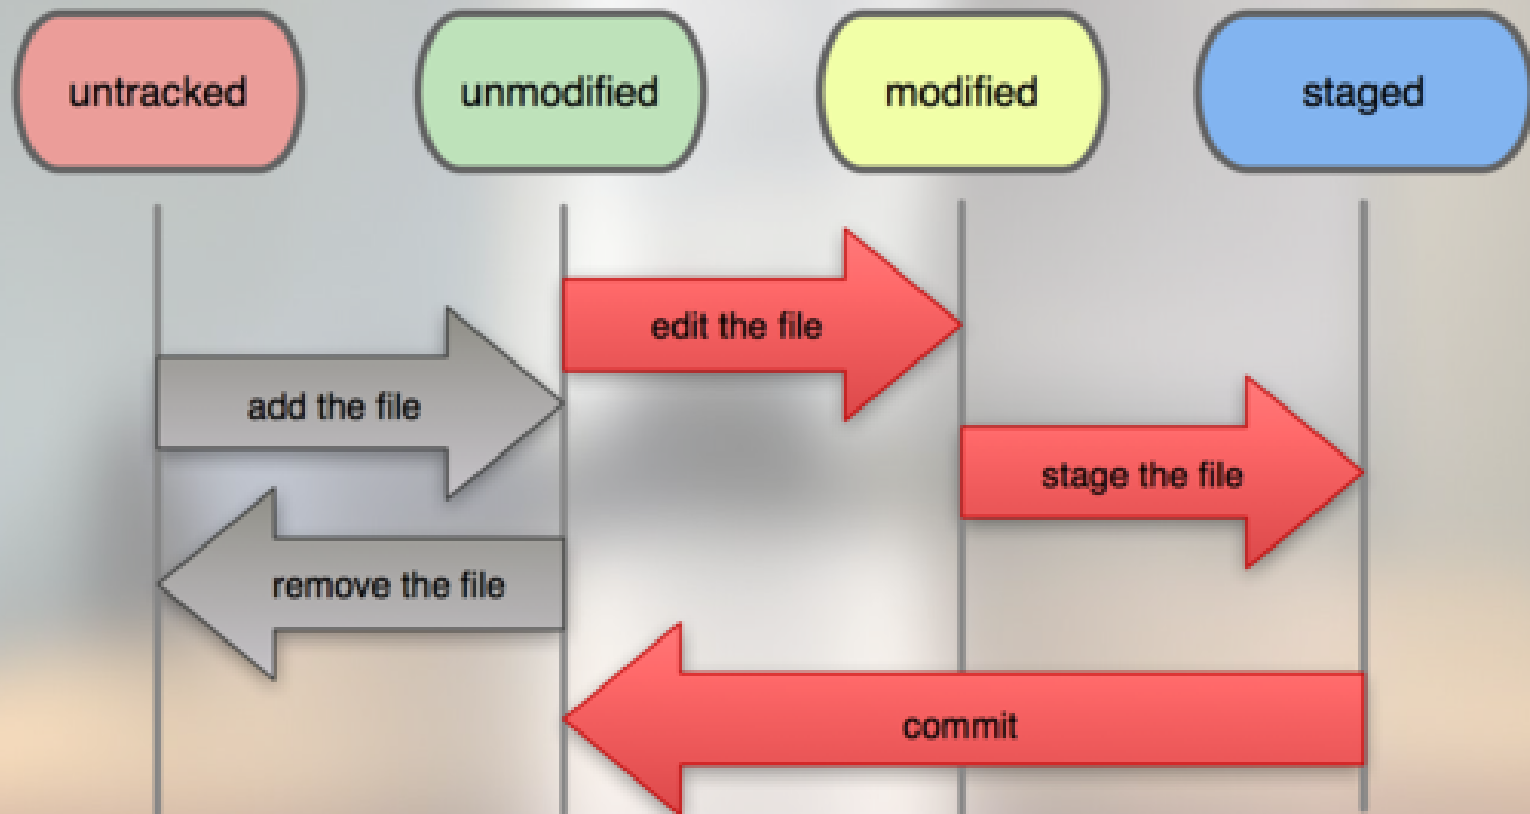 untracked
unmodified
modified
staged
edit the file
add the file
stage the file
remove the file
commit